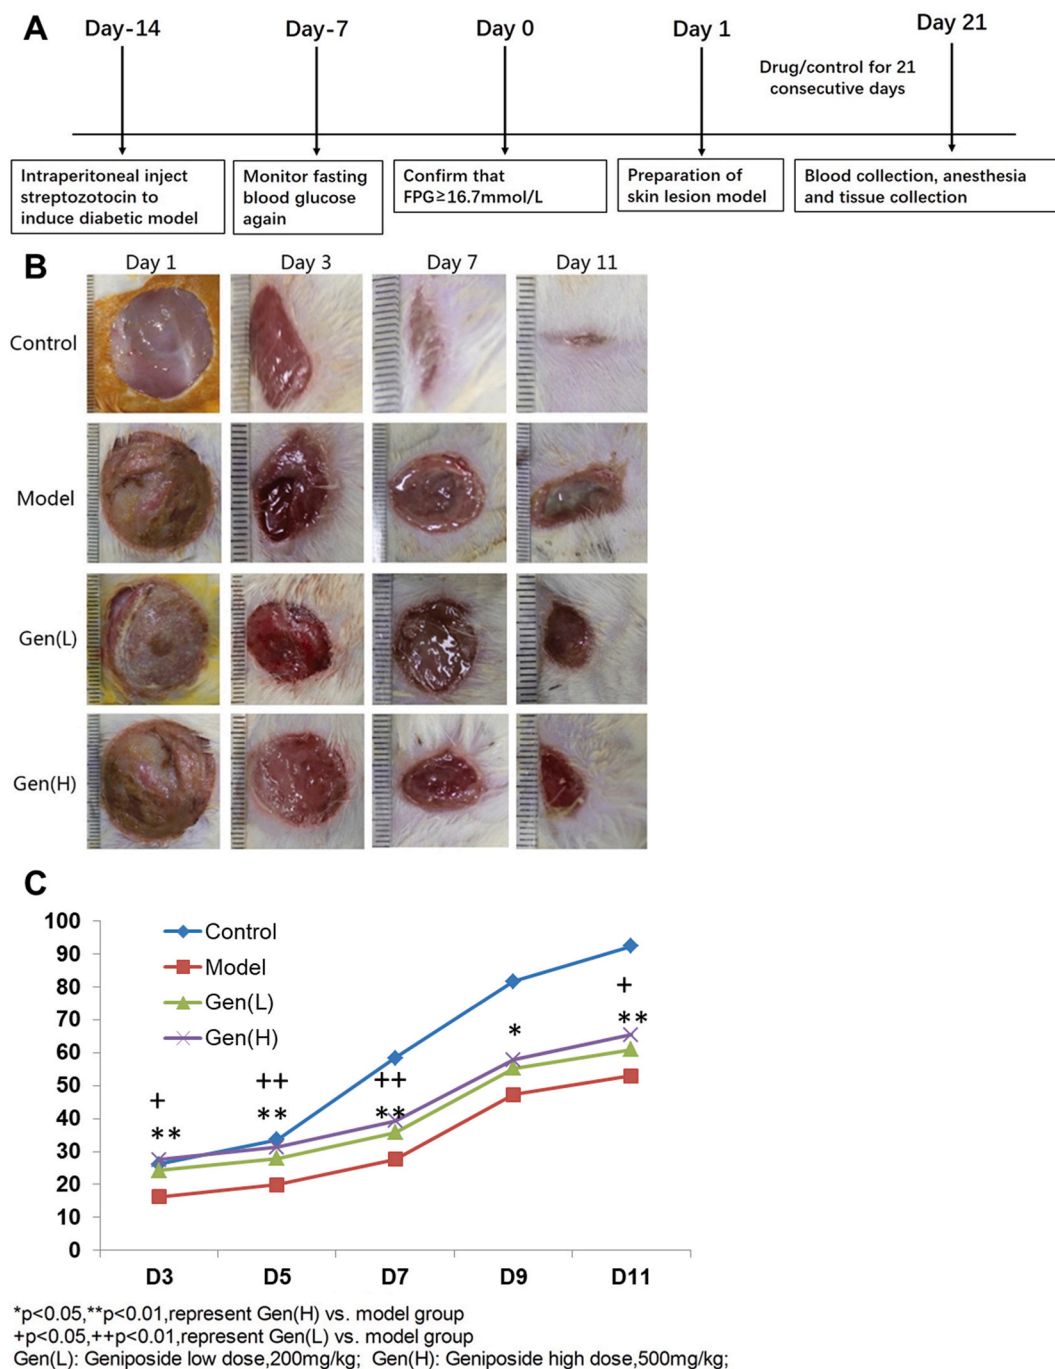 A
Day-14
Day-7
Day 0
Day 1
Day 21
Drug/control for 21
consecutive days
Intraperitoneal inject
streptozotocin to
induce diabetic model
Monitor fasting
blood glucose
again
Confirm that
FPG≥16.7mmol/L
Preparation of
skin lesion model
Blood collection, anesthesia
and tissue collection
B
Day 1
Day 3
Day 7
Day 11
Control
Model
Gen(L)
Gen(H)
C
100
90
80
70
60
50
40
30
20
10
0
Control
Model
Gen(L)
Gen(H)
+
**
++
**
++
**
*
+
**
D3
D5
D7
D9
D11
*p<0.05,**p<0.01,represent Gen(H) vs. model group
+p<0.05,++p<0.01,represent Gen(L) vs. model group
Gen(L): Geniposide low dose,200mg/kg; Gen(H): Geniposide high dose,500mg/kg;